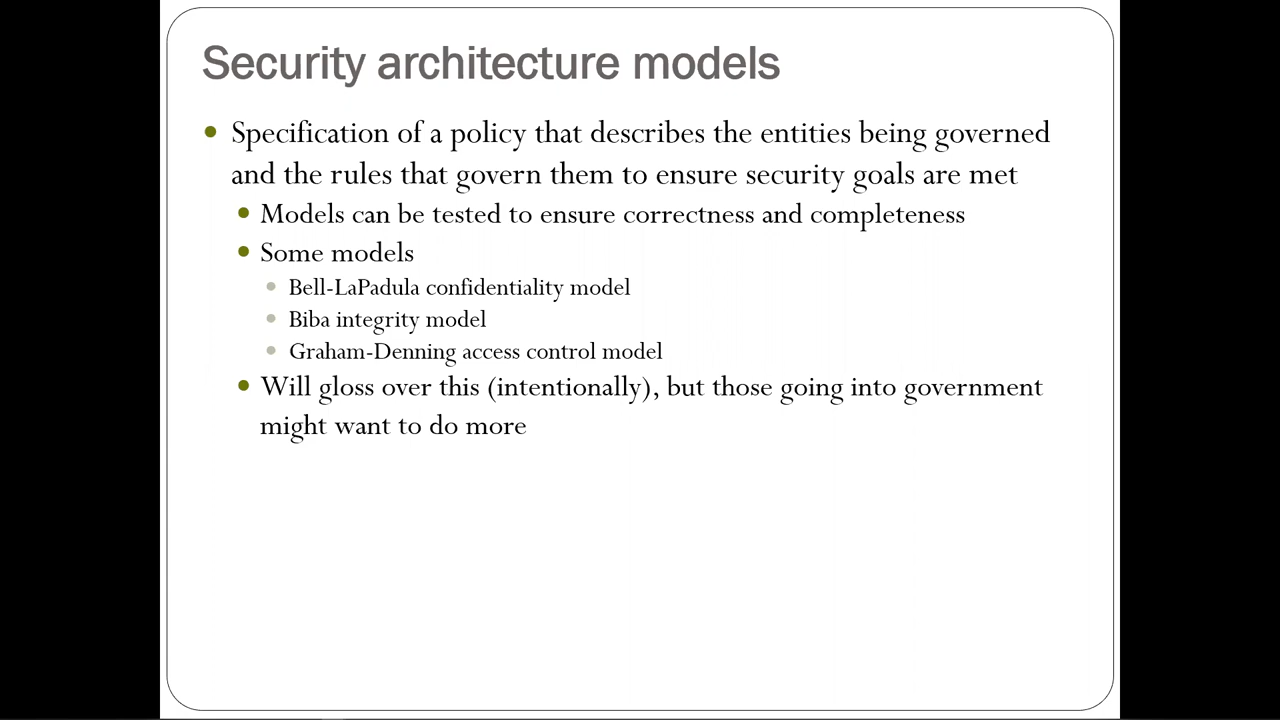 Security architecture models
Specification of a policy that describes the entities being governed
and the rules that govern them to ensure security goals are met
Models can be tested to ensure correctness and completeness
Some models
Bell-LaPadula confidentiality model
Biba integrity model
Graham-Denning access control model
Will gloss over this (intentionally), but those going into government
might want to do more